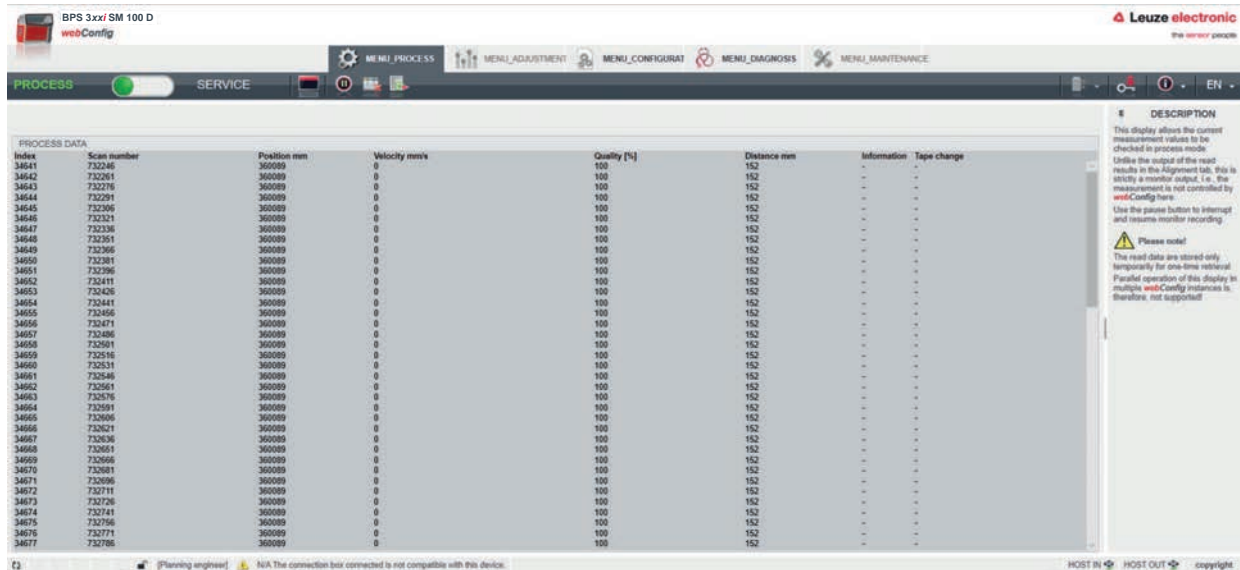 BPS 3xxi SM 100 D
webConfig
Leuze electronic
the sensor people
MENU_PROCESS MENU_ADJUSTMENT MENU_CONFIGURAT MENU_DIAGNOSIS MENU_MAINTENANCE
PROCESS SERVICE EN
PROCESS DATA
Index Scan number Position mm Velocity mm/s Quality [%] Distance mm Information Tape change
34641 732246 360089 0 100 152 - -
34642 732261 360089 0 100 152 - -
34643 732276 360089 0 100 152 - -
34644 732291 360089 0 100 152 - -
34645 732306 360089 0 100 152 - -
34646 732321 360089 0 100 152 - -
34647 732336 360089 0 100 152 - -
34648 732351 360089 0 100 152 - -
34649 732366 360089 0 100 152 - -
34650 732381 360089 0 100 152 - -
34651 732396 360089 0 100 152 - -
34652 732411 360089 0 100 152 - -
34653 732426 360089 0 100 152 - -
34654 732441 360089 0 100 152 - -
34655 732456 360089 0 100 152 - -
34656 732471 360089 0 100 152 - -
34657 732486 360089 0 100 152 - -
34658 732501 360089 0 100 152 - -
34659 732516 360089 0 100 152 - -
34660 732531 360089 0 100 152 - -
34661 732546 360089 0 100 152 - -
34662 732561 360089 0 100 152 - -
34663 732576 360089 0 100 152 - -
34664 732591 360089 0 100 152 - -
34665 732606 360089 0 100 152 - -
34666 732621 360089 0 100 152 - -
34667 732636 360089 0 100 152 - -
34668 732651 360089 0 100 152 - -
34669 732666 360089 0 100 152 - -
34670 732681 360089 0 100 152 - -
34671 732696 360089 0 100 152 - -
34672 732711 360089 0 100 152 - -
34673 732726 360089 0 100 152 - -
34674 732741 360089 0 100 152 - -
34675 732756 360089 0 100 152 - -
34676 732771 360089 0 100 152 - -
34677 732786 360089 0 100 152 - -
DESCRIPTION
This display allows the current
measurement values to be
checked in process mode.
Unlike the output of the read
results in the Alignment tab, this is
strictly a monitor output, i.e., the
measurement is not controlled by
webConfig here.
Use the pause button to interrupt
and resume monitor recording.
Please note!
The read data are stored only
temporarily for one-time retrieval.
Parallel operation of this display in
multiple webConfig instances is,
therefore, not supported!
[Planning engineer] N/A The connection box connected is not compatible with this device. HOST IN HOST OUT copyright